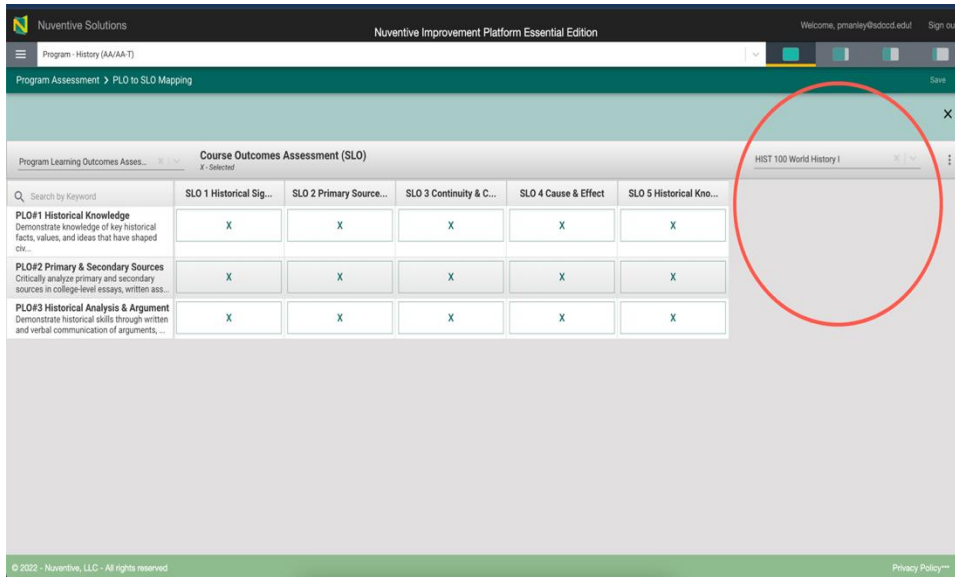 Nuventive Solutions
Nuventive Improvement Platform Essential Edition
Welcome, pmanley@sdccd.edu!
Sign ou
Program - History (AA/AA-T)
Program Assessment > PLO to SLO Mapping
Save
X
Program Learning Outcomes Asses...
X
Course Outcomes Assessment (SLO)
X - Selected
HIST 100 World History I
X
Search by Keyword
SLO 1 Historical Sig...
SLO 2 Primary Source...
SLO 3 Continuity & C...
SLO 4 Cause & Effect
SLO 5 Historical Kno...
PLO#1 Historical Knowledge
Demonstrate knowledge of key historical
facts, values, and ideas that have shaped
civ...
X X X X X
PLO#2 Primary & Secondary Sources
Critically analyze primary and secondary
sources in college-level essays, written ass...
X X X X X
PLO#3 Historical Analysis & Argument
Demonstrate historical skills through written
and verbal communication of arguments, ...
X X X X X
© 2022 - Nuventive, LLC - All rights reserved
Privacy Policy***